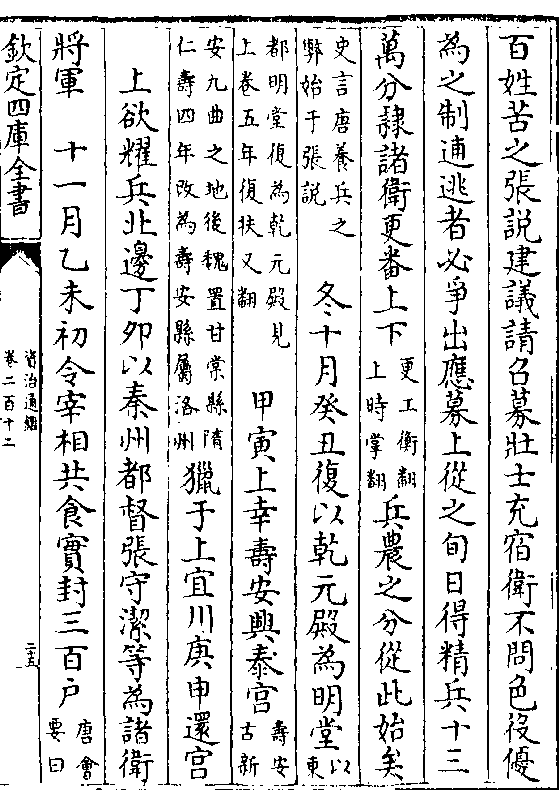 百姓苦之張說建議請召募壯士充宿衛不問色役優
為之制逋逃者必爭出應募上從之旬日得精兵十三
萬分隸諸衛更番上下更工衡翻上時掌翻兵農之分從此始矣
史言唐養兵之弊始于張說 冬十月癸丑復以乾元殿為明堂以東
都明堂復為乾元殿見上卷五年復扶又翻 甲寅上幸壽安興泰宮壽安古新
安九曲之地後魏置甘棠縣隋仁壽四年改為壽安縣屬洛州獵于上宜川庚申還宮
上欲耀兵北邊丁卯以秦州都督張守潔等為諸衛
將軍 十一月乙未初令宰相共食實封三百户唐會要曰
欽定四庫全書
資治通鑑
卷二百十二
二五